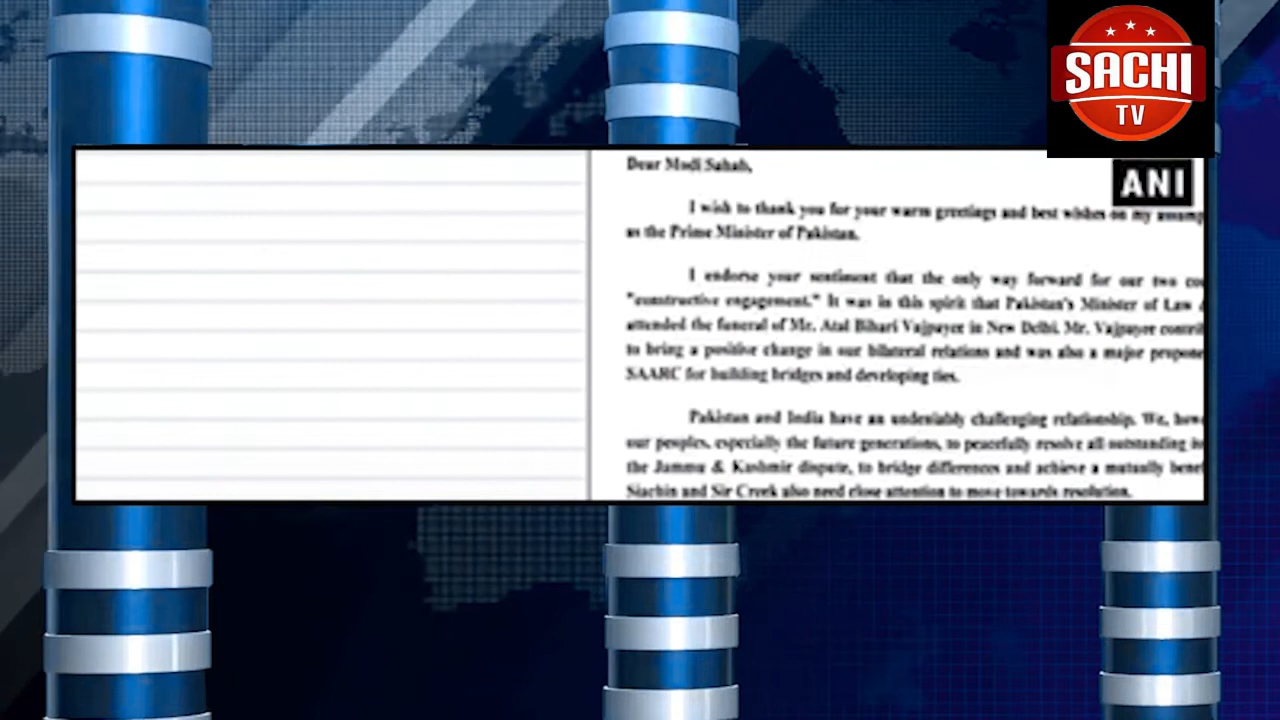 SACHI
TV
ANI
Dear Modi Sahab,
I wish to thank you for your warm greetings and best wishes on my
as the Prime Minister of Pakistan.
I endorse your sentiment that the only way forward for our two
"constructive engagement." It was in this spirit that Pakistan's Minister of Law
attended the funeral of Mr. Atal Bihari Vajpayee in New Delhi. Mr. Vajpayee
to bring a positive change in our bilateral relations and was also a major
SAARC for building bridges and developing ties.
Pakistan and India have an undeniably challenging relationship. We,
our peoples, especially the future generations, to peacefully resolve all outstanding
the Jammu & Kashmir dispute, to bridge differences and achieve a mutually
Siachin and Sir Creek also need close attention to move towards resolution.